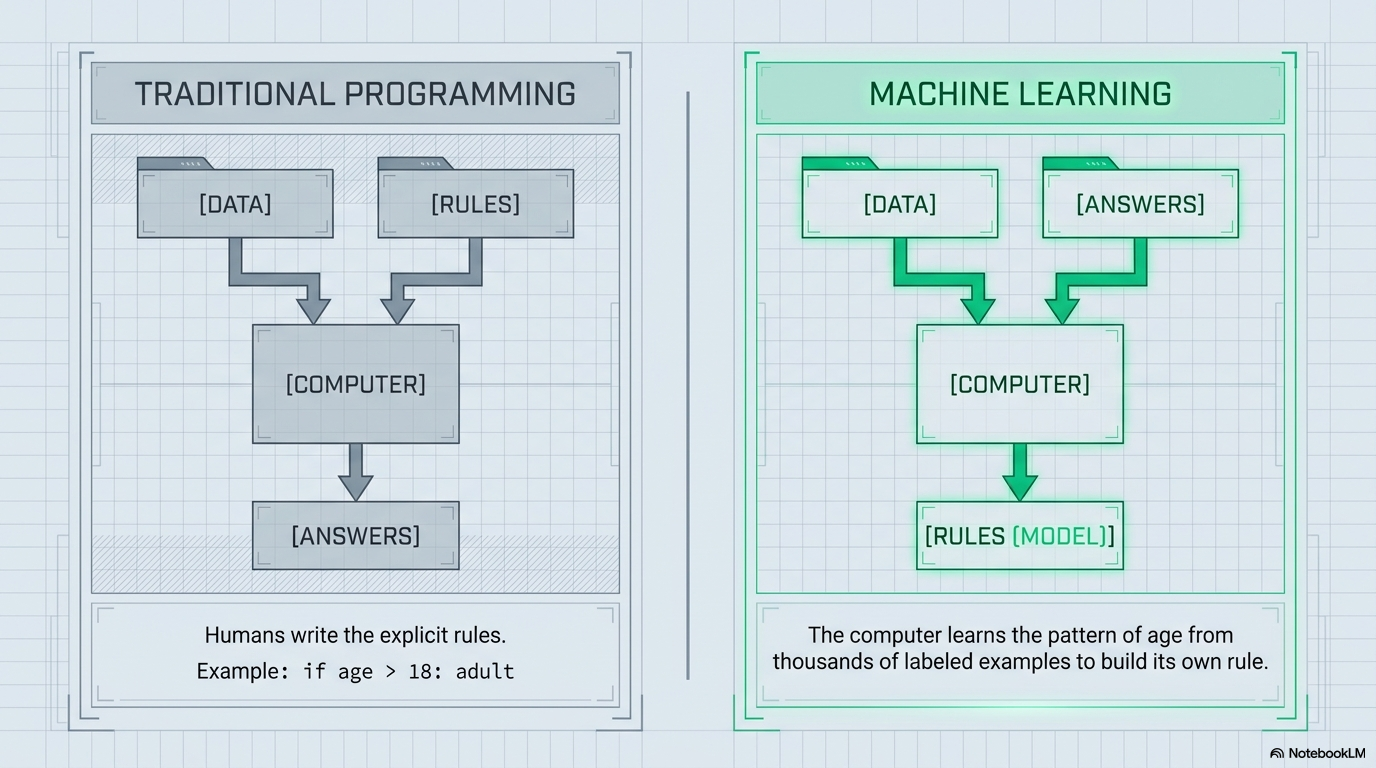 TRADITIONAL PROGRAMMING
[DATA]
[RULES]
[COMPUTER]
[ANSWERS]
Humans write the explicit rules.
Example: if age > 18: adult
MACHINE LEARNING
[DATA]
[ANSWERS]
[COMPUTER]
[RULES (MODEL)]
The computer learns the pattern of age from
thousands of labeled examples to build its own rule.
NotebookLM